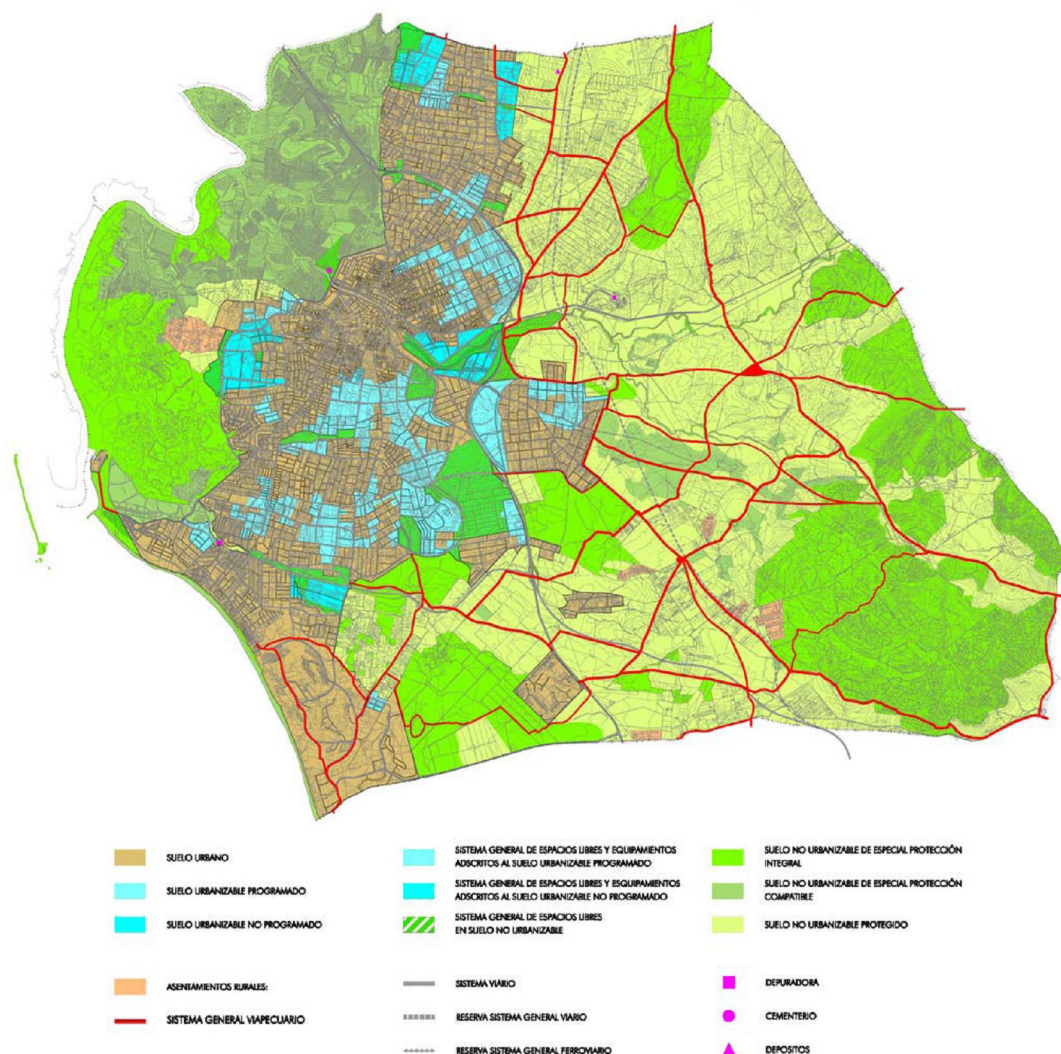 SUELO URBANO
SUELO URBANIZABLE PROGRAMADO
SUELO URBANIZABLE NO PROGRAMADO
SISTEMA GENERAL DE ESPACIOS LIBRES Y EQUIPAMIENTOS
ADSCRITOS AL SUELO URBANIZABLE PROGRAMADO
SISTEMA GENERAL DE ESPACIOS LIBRES Y ESQUIPAMIENTOS
ADSCRITOS AL SUELO URBANIZABLE NO PROGRAMADO
SISTEMA GENERAL DE ESPACIOS LIBRES
EN SUELO NO URBANIZABLE
SUELO NO URBANIZABLE DE ESPECIAL PROTECCIÓN
INTEGRAL
SUELO NO URBANIZABLE DE ESPECIAL PROTECCIÓN
COMPATIBLE
SUELO NO URBANIZABLE PROTEGIDO
ASENTAMIENTOS RURALES:
SISTEMA GENERAL VIAPECUARIO
SISTEMA VIÁRIO
RESERVA SISTEMA GENERAL VIARIO
RESERVA SISTEMA GENERAL FERROVIARIO
DEPURADORA
CEMENTERIO
DEPOSITOS